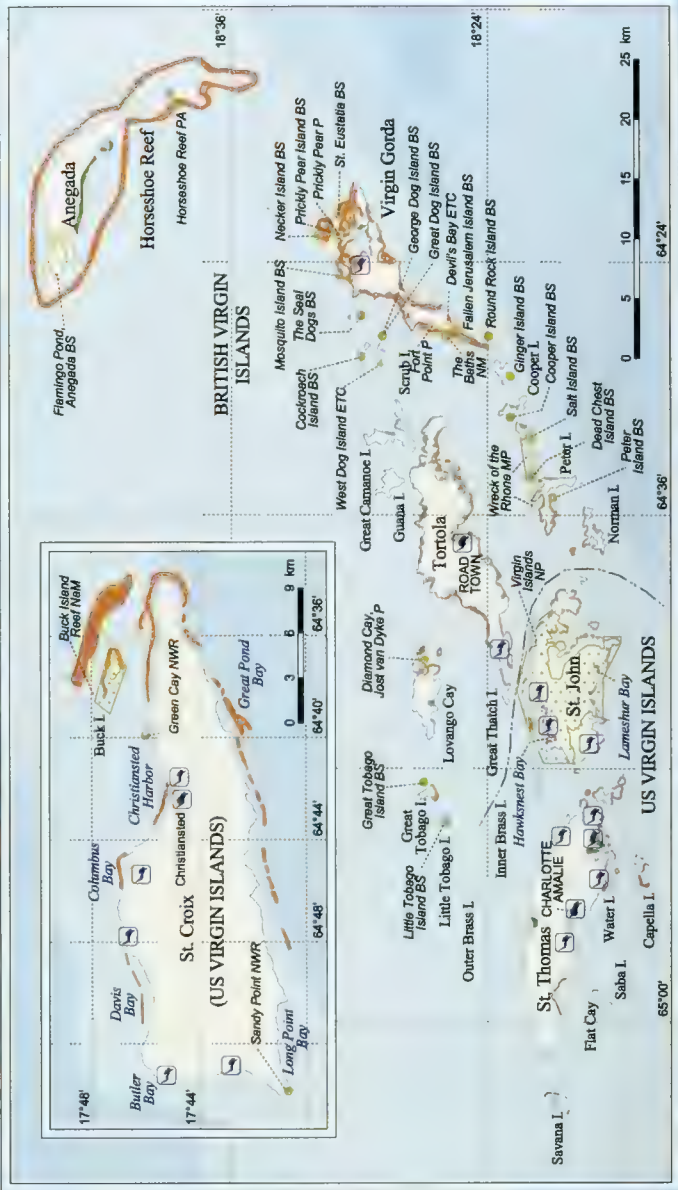 Flamingo Pond,
Anegada BS
Anegada
Horseshoe Reef
Horseshoe Reef PA
18°36'
BRITISH VIRGIN
ISLANDS
Necker Island BS
Prickly Pear Island BS
Prickly Pear P
St. Eustatia BS
Mosquito Island BS
The Seal
Dogs BS
Cockroach
Island BS
West Dog Island ETC
Virgin Gorda
George Dog Island BS
Great Dog Island BS
Devil's Bay ETC
Fallen Jerusalem Island BS
Round Rock Island BS
Scrub I.
Fort
Point P
The
Baths
NM
18°24'
Great Camanoe I.
Guana I.
Tortola
ROAD
TOWN
Ginger Island BS
Cooper I.
Cooper Island BS
Salt Island BS
Wreck of the
Rhone MP
Dead Chest
Island BS
Peter I.
Peter
Island BS
Norman I.
Diamond Cay,
Jost van Dyke P
Lovango Cay
Great Thatch I.
Virgin
Islands
NP
St. John
Lameshur Bay
Hawksnest Bay
US VIRGIN ISLANDS
Great Tobago
Island BS
Great
Tobago I.
Little Tobago
Island BS
Little Tobago I.
Outer Brass I.
Inner Brass I.
St. Thomas
CHARLOTTE
AMALIE
Water I.
Flat Cay
Saba I.
Capella I.
Savana I.
65°00'
64°36'
64°24'
0 5 10 15 20 25 km
Buck Island
Reef NaM
Buck I.
Green Cay NWR
Great Pond
Bay
Christiansted
Harbor
Christiansted
Columbus
Bay
St. Croix
(US VIRGIN ISLANDS)
Davis
Bay
Butler
Bay
Sandy Point NWR
Long Point
Bay
17°48'
17°44'
64°48'
64°44'
64°40'
64°36'
0 3 6 9 km